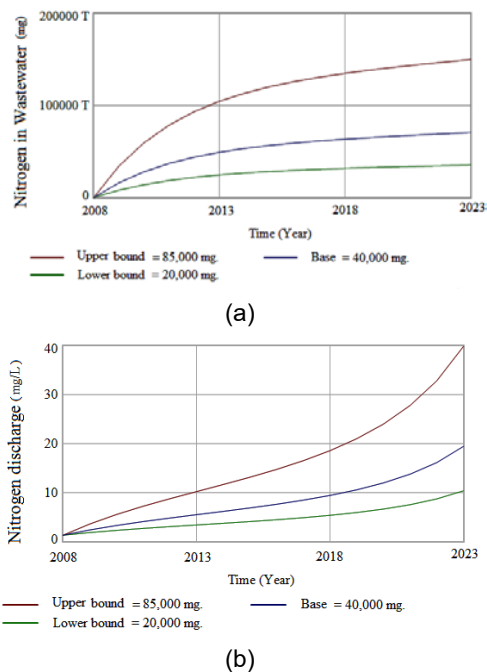 200000 T
Nitrogen in Wastewater (mg)
100000 T
0
2008 2013 2018 2023
Time (Year)
Upper bound = 85,000 mg. Base = 40,000 mg.
Lower bound = 20,000 mg.
(a)
40
Nitrogen discharge (mg/L)
30
20
10
0
2008 2013 2018 2023
Time (Year)
Upper bound = 85,000 mg. Base = 40,000 mg.
Lower bound = 20,000 mg.
(b)